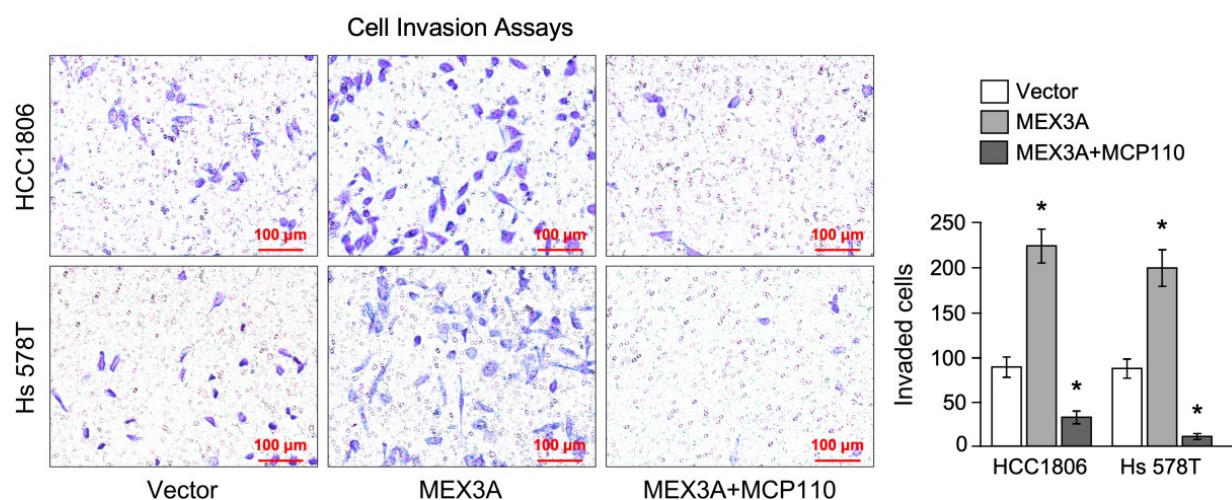 Cell Invasion Assays
HCC1806
100 μm
100 μm
100 μm
Hs 578T
100 μm
100 μm
100 μm
Vector
MEX3A
MEX3A+MCP110
Vector
MEX3A
MEX3A+MCP110
Invaded cells
250
200
150
100
50
0
*
*
*
*
HCC1806
Hs 578T